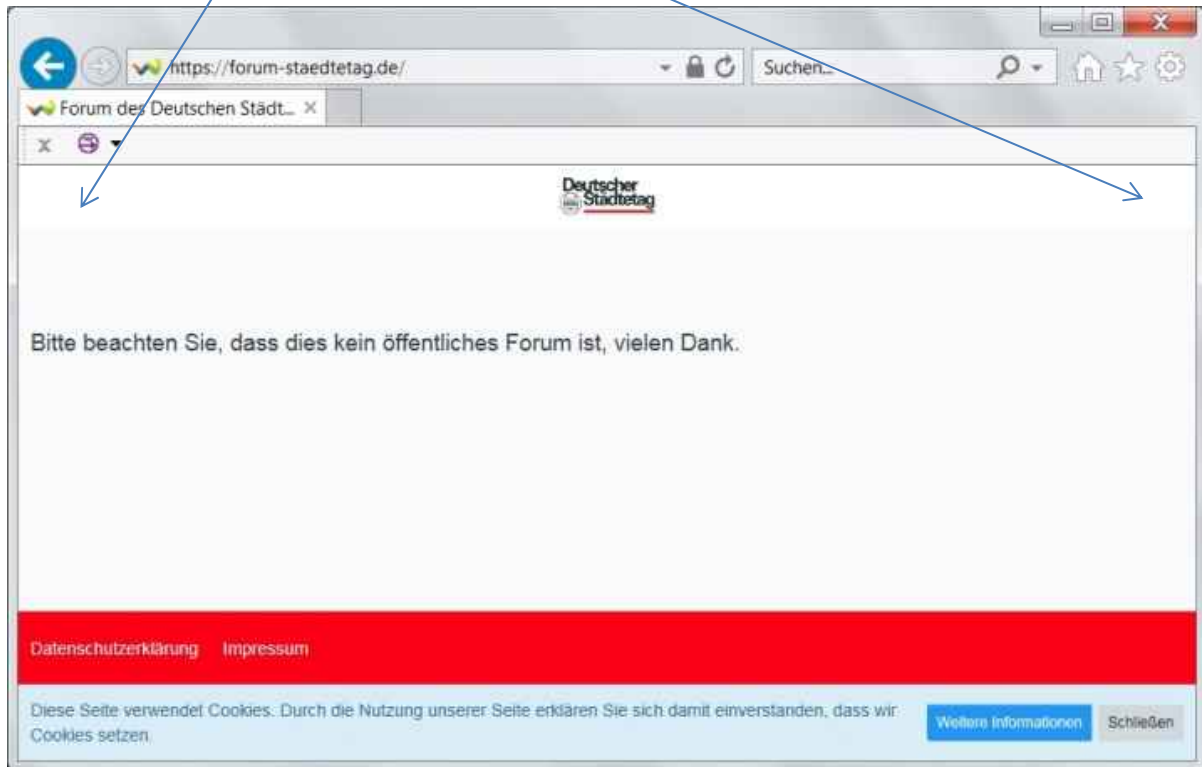 https://forum-staedtetag.de/
Suchen...
Forum des Deutschen Städt...
Deutscher
Städtetag
Bitte beachten Sie, dass dies kein öffentliches Forum ist, vielen Dank.
Datenschutzerklärung Impressum
Diese Seite verwendet Cookies. Durch die Nutzung unserer Seite erklären Sie sich damit einverstanden, dass wir
Cookies setzen
Weitere Informationen Schließen